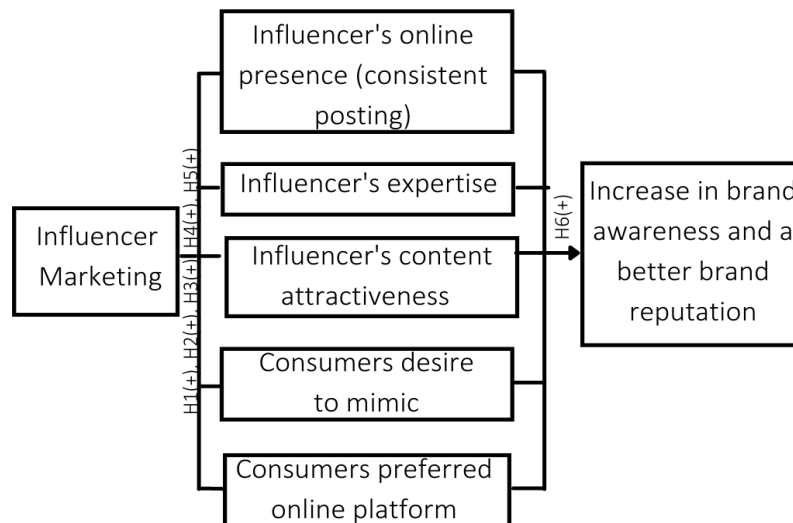 Influencer's online
presence (consistent
posting)
Influencer's expertise
Influencer's content
attractiveness
Consumers desire
to mimic
Consumers preferred
online platform
Influencer
Marketing
H1(+), H2(+), H3(+) H4(+), H5(+)
H6(+)
Increase in brand
awareness and a
better brand
reputation